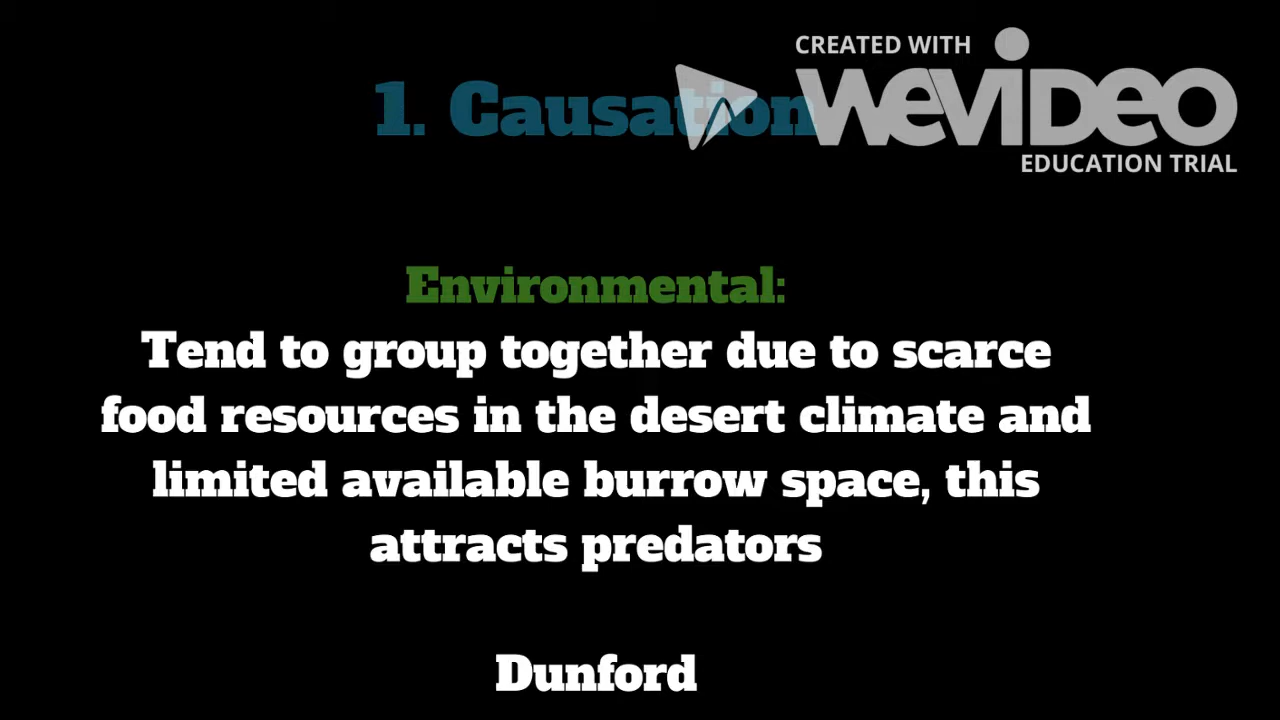 CREATED WITH
WEVIDEO
EDUCATION TRIAL
1. Causation
Environmental:
Tend to group together due to scarce
food resources in the desert climate and
limited available burrow space, this
attracts predators
Dunford